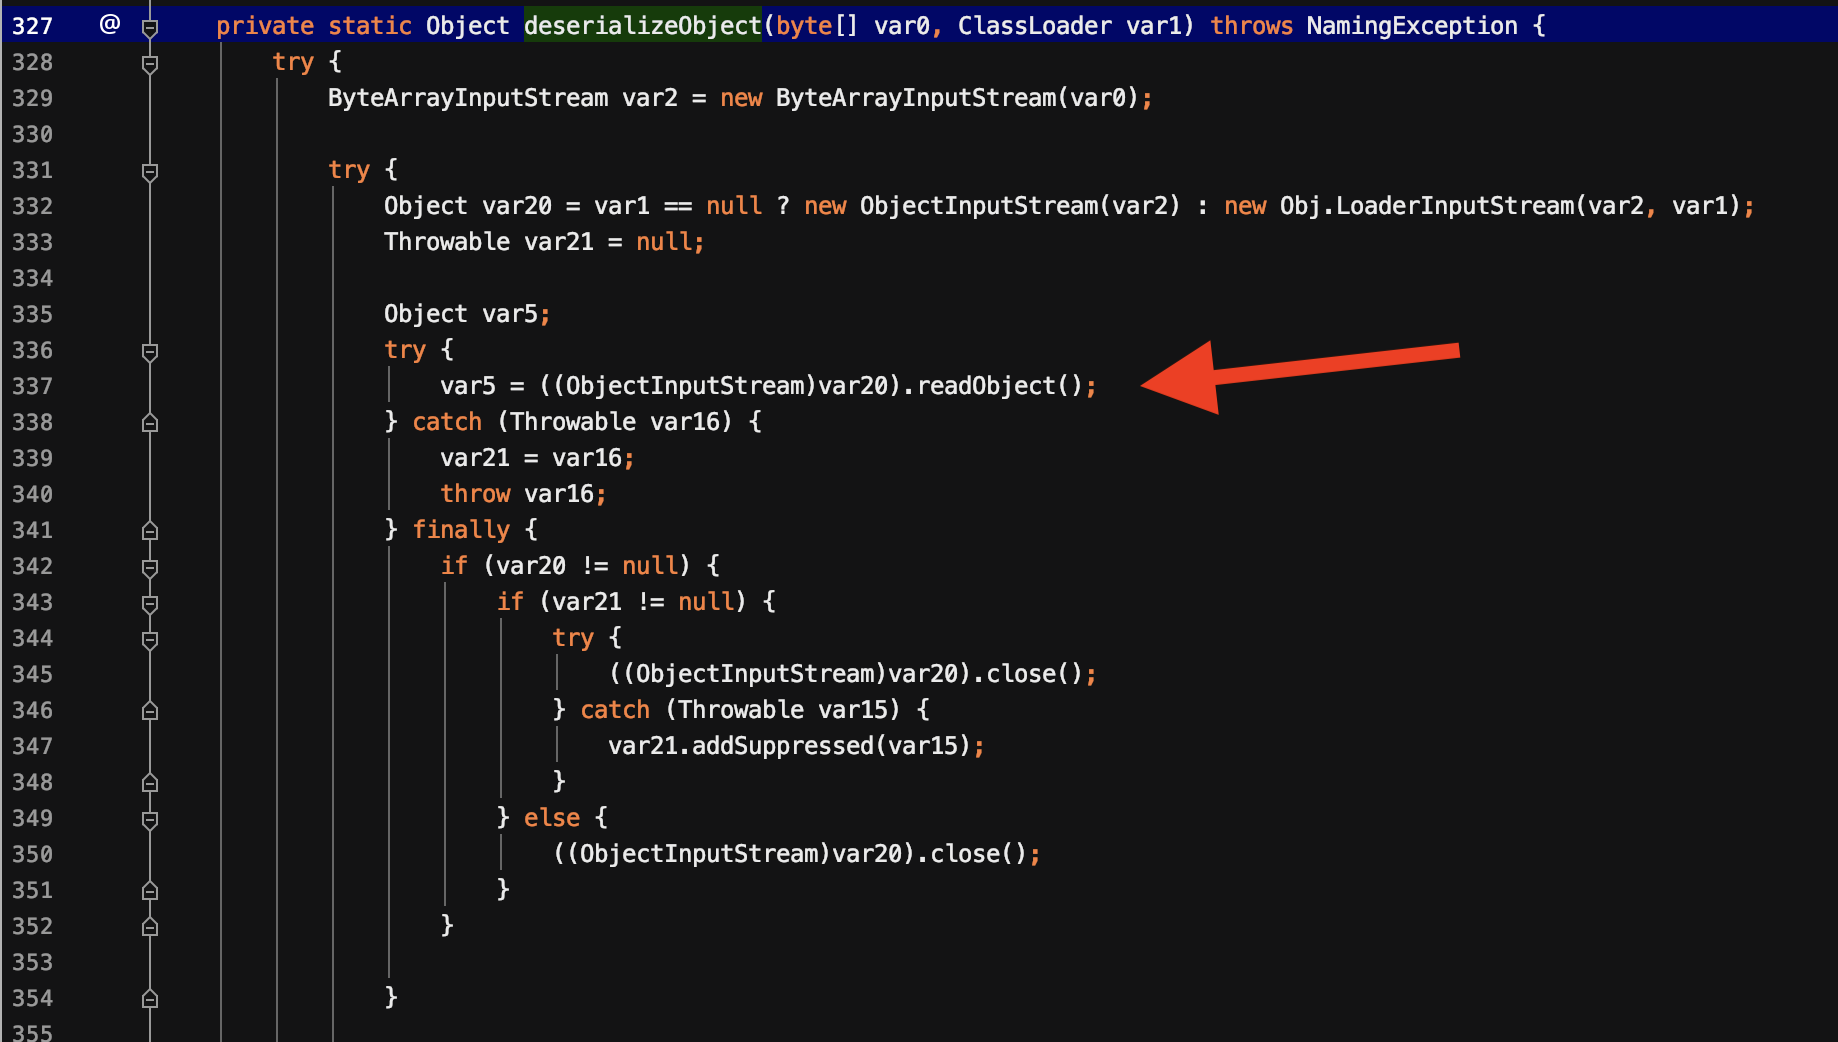 327 @ private static Object deserializeObject(byte[] var0, ClassLoader var1) throws NamingException {
328 try {
329 ByteArrayInputStream var2 = new ByteArrayInputStream(var0);
330
331 try {
332 Object var20 = var1 == null ? new ObjectInputStream(var2) : new Obj.LoaderInputStream(var2, var1);
333 Throwable var21 = null;
334
335 Object var5;
336 try {
337 var5 = ((ObjectInputStream)var20).readObject();
338 } catch (Throwable var16) {
339 var21 = var16;
340 throw var16;
341 } finally {
342 if (var20 != null) {
343 if (var21 != null) {
344 try {
345 ((ObjectInputStream)var20).close();
346 } catch (Throwable var15) {
347 var21.addSuppressed(var15);
348 }
349 } else {
350 ((ObjectInputStream)var20).close();
351 }
352 }
353
354 }
355